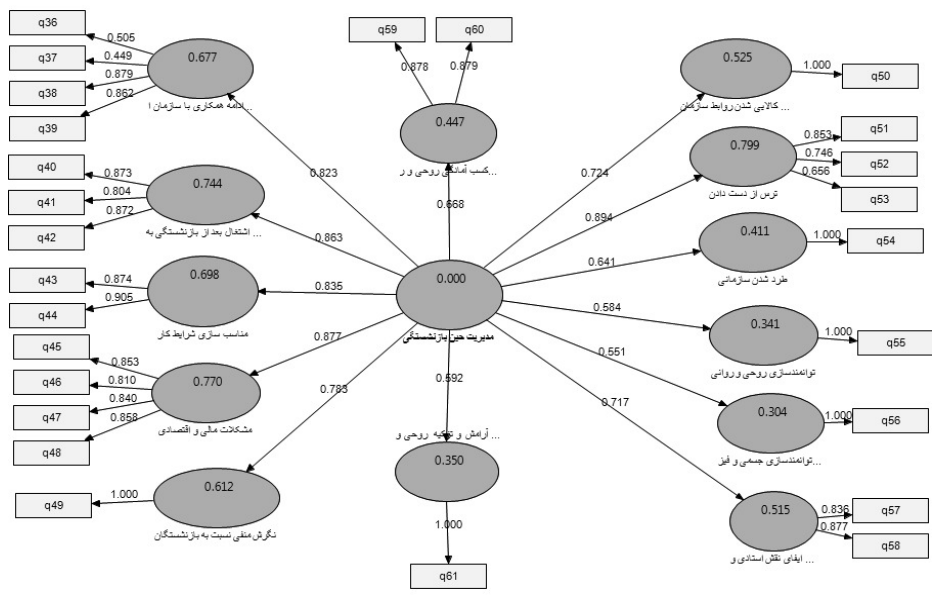 q36
q37
q38
q39
0.505
0.449
0.879
0.862
0.677
ادامه همکاری با سازمان ا...
0.823
q40
q41
q42
0.873
0.804
0.872
0.744
اشتغال بعد از بازنشستگی به ...
0.863
q43
q44
0.874
0.905
0.698
مناسب سازی شرایط کار
0.835
q45
q46
q47
q48
0.853
0.810
0.840
0.858
0.770
مشکلات مالی و اقتصادی
0.877
q49
1.000
0.612
نگرش منفی نسبت به بازنشستگان
0.783
q59
q60
0.878
0.879
0.447
کسب آمادگی روحی و ر...
0.668
0.000
مدیریت حین بازنشستگی
0.592
آرامش و تزکیه روحی و ...
0.350
1.000
q61
0.525
1.000
q50
کالایی شدن روابط سازمان ...
0.724
0.799
0.853
0.746
0.656
q51
q52
q53
ترس از دست دادن
0.894
0.411
1.000
q54
طرد شدن سازمانی
0.641
0.341
1.000
q55
توانمندسازی روحی و روانی
0.584
0.304
1.000
q56
توانمندسازی جسمی و فیز...
0.551
0.515
0.836
0.877
q57
q58
ایفای نقش استادی و ...
0.717